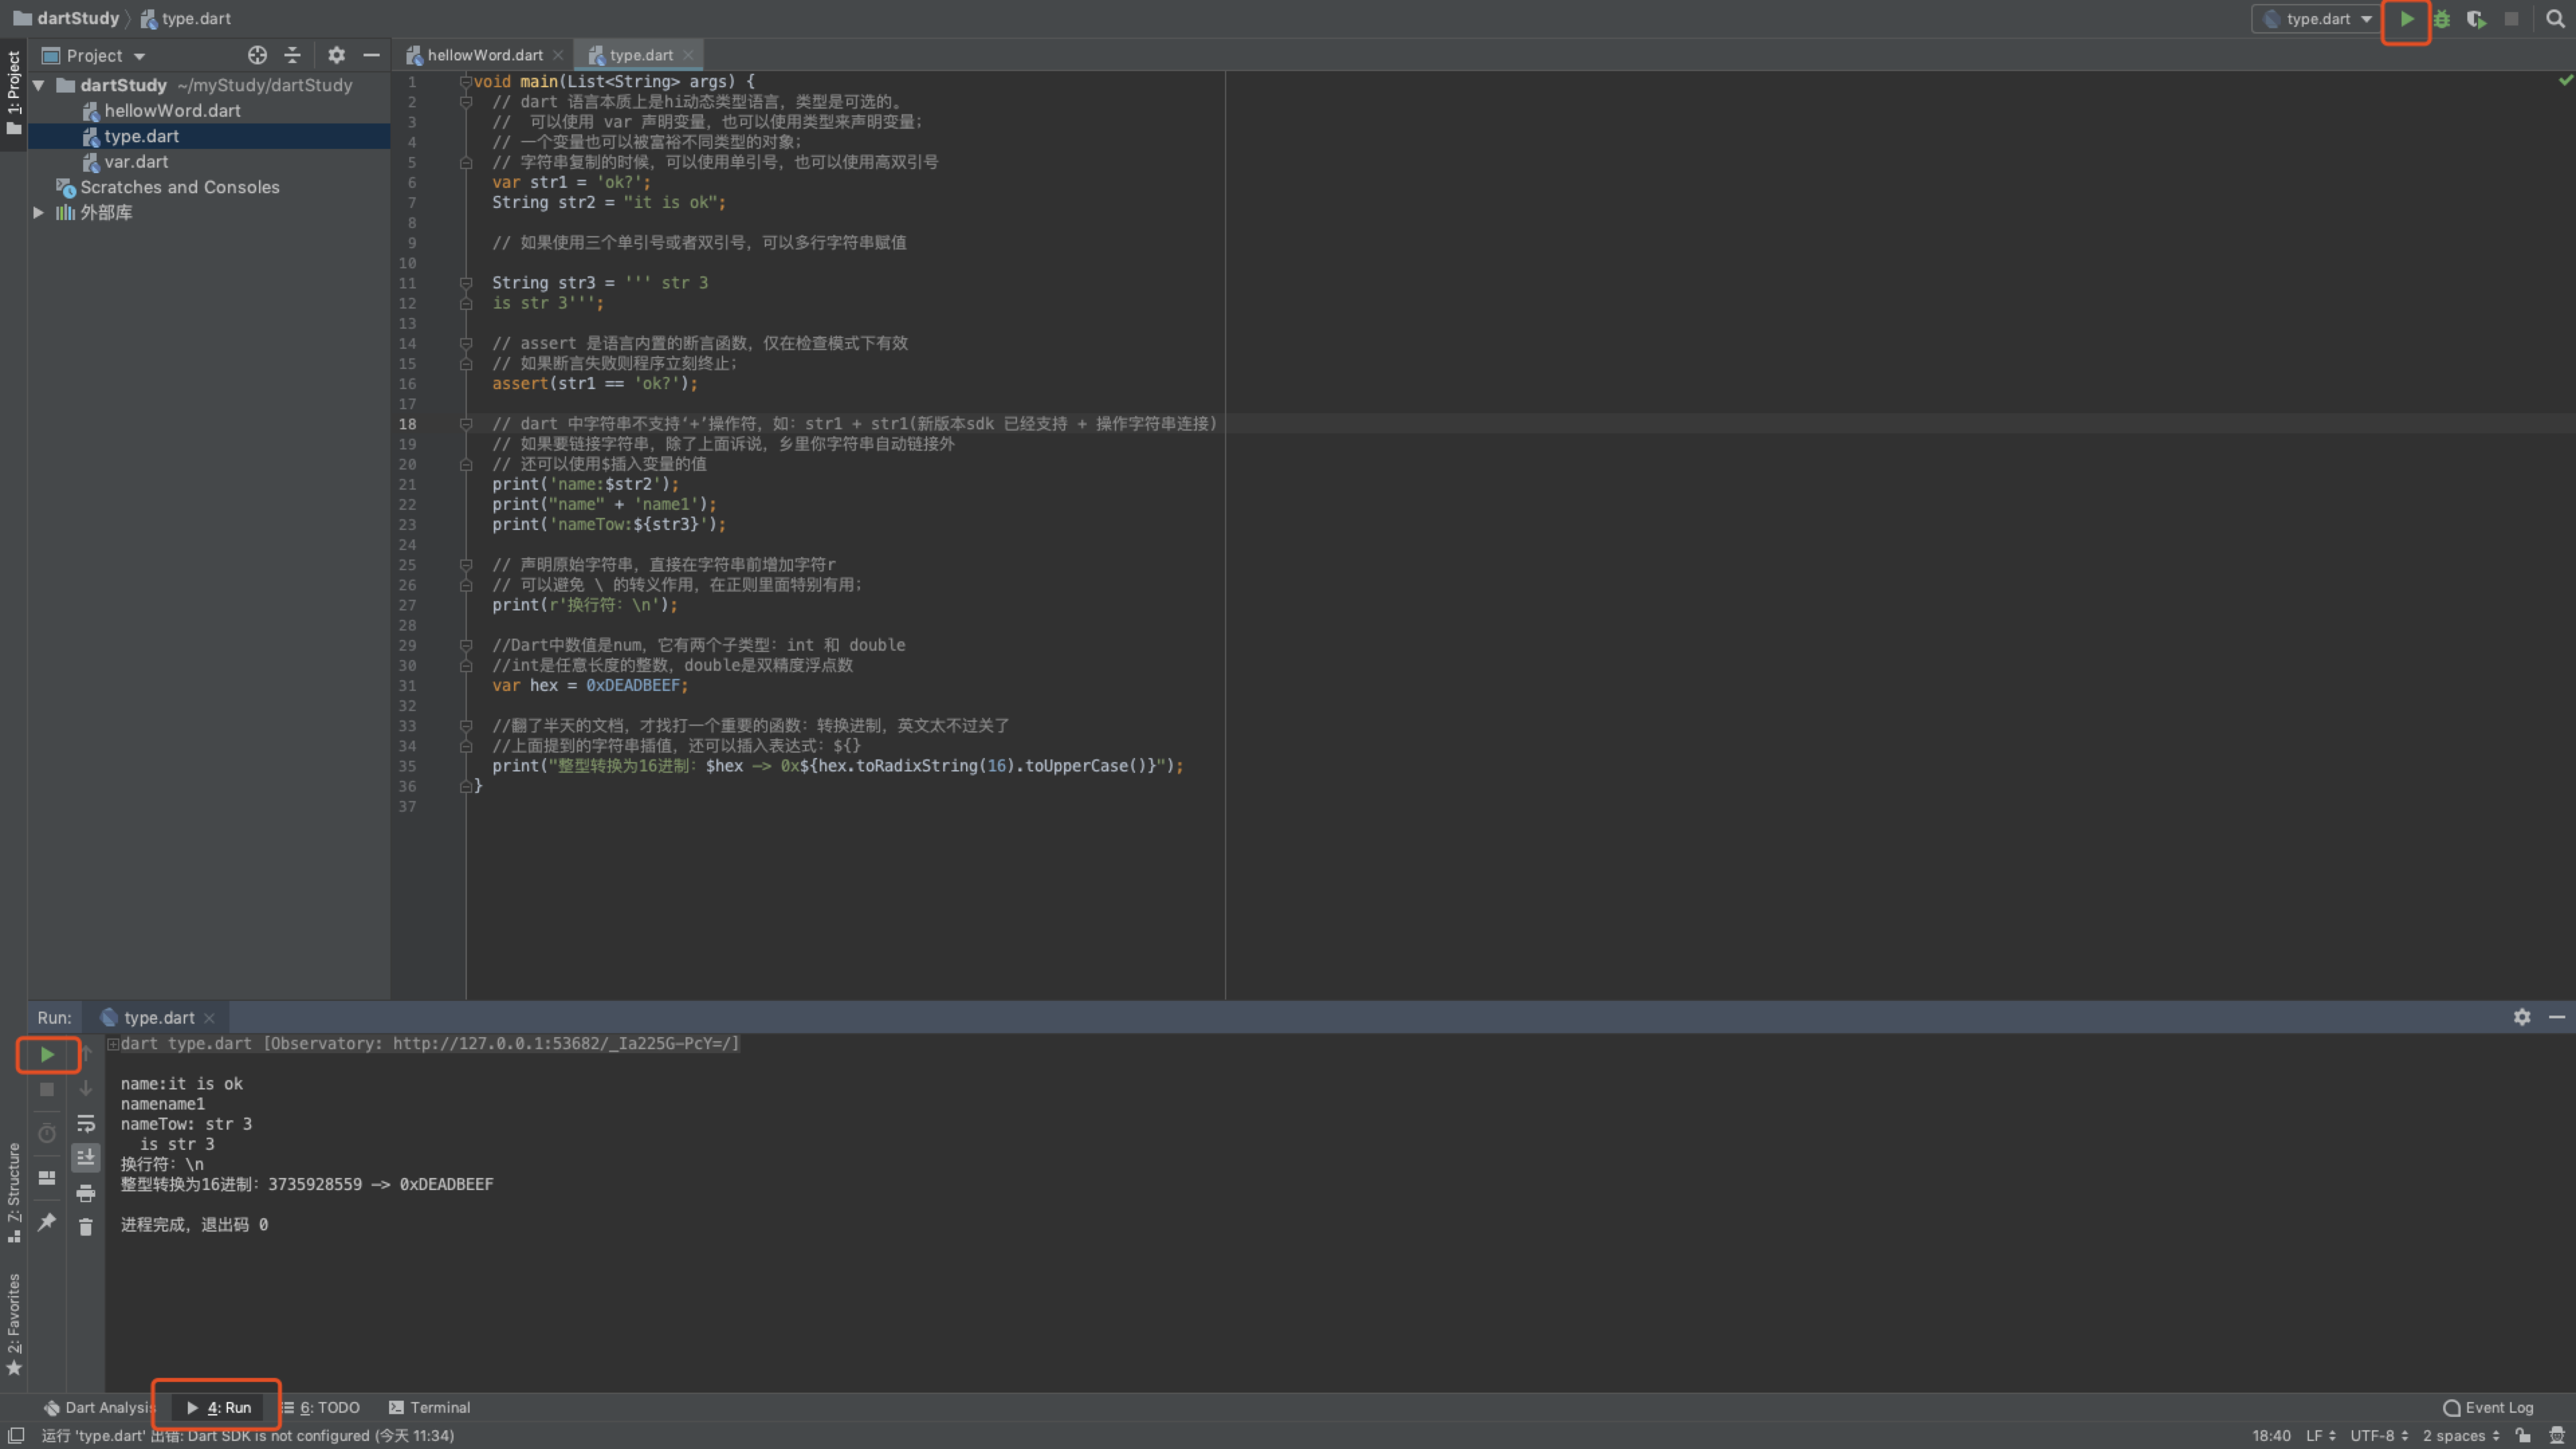 dartStudy type.dart
type.dart
1: Project
Project
hellowWord.dart type.dart
dartStudy ~/myStudy/dartStudy
hellowWord.dart
type.dart
var.dart
Scratches and Consoles
外部库
1 void main(List<String> args) {
2 // dart 语言本质上是hi动态类型语言，类型是可选的。
3 // 可以使用 var 声明变量，也可以使用类型来声明变量；
4 // 一个变量也可以被富裕不同类型的对象；
5 // 字符串复制的时候，可以使用单引号，也可以使用高双引号
6 var str1 = 'ok?';
7 String str2 = "it is ok";
8
9 // 如果使用三个单引号或者双引号，可以多行字符串赋值
10
11 String str3 = ''' str 3
12 is str 3''';
13
14 // assert 是语言内置的断言函数，仅在检查模式下有效
15 // 如果断言失败则程序立刻终止；
16 assert(str1 == 'ok?');
17
18 // dart 中字符串不支持‘+’操作符，如：str1 + str1(新版本sdk 已经支持 + 操作字符串连接)
19 // 如果要链接字符串，除了上面诉说，乡里你字符串自动链接外
20 // 还可以使用$插入变量的值
21 print('name:$str2');
22 print("name" + 'name1');
23 print('nameTow:${str3}');
24
25 // 声明原始字符串，直接在字符串前增加字符r
26 // 可以避免 \ 的转义作用，在正则里面特别有用；
27 print(r'换行符：\n');
28
29 //Dart中数值是num，它有两个子类型：int 和 double
30 //int是任意长度的整数，double是双精度浮点数
31 var hex = 0xDEADBEEF;
32
33 //翻了半天的文档，才找打一个重要的函数：转换进制，英文太不过关了
34 //上面提到的字符串插值，还可以插入表达式：${}
35 print("整型转换为16进制：$hex —> 0x${hex.toRadixString(16).toUpperCase()}");
36 }
37
Run: type.dart
dart type.dart [Observatory: http://127.0.0.1:53682/_Ia225G-PcY=/]
name:it is ok
namename1
nameTow: str 3
is str 3
换行符：\n
整型转换为16进制：3735928559 —> 0xDEADBEEF
进程完成，退出码 0
Z: Structure
2: Favorites
Dart Analysis 4: Run 6: TODO Terminal Event Log
运行 'type.dart' 出错: Dart SDK is not configured (今天 11:34) 18:40 LF UTF-8 2 spaces